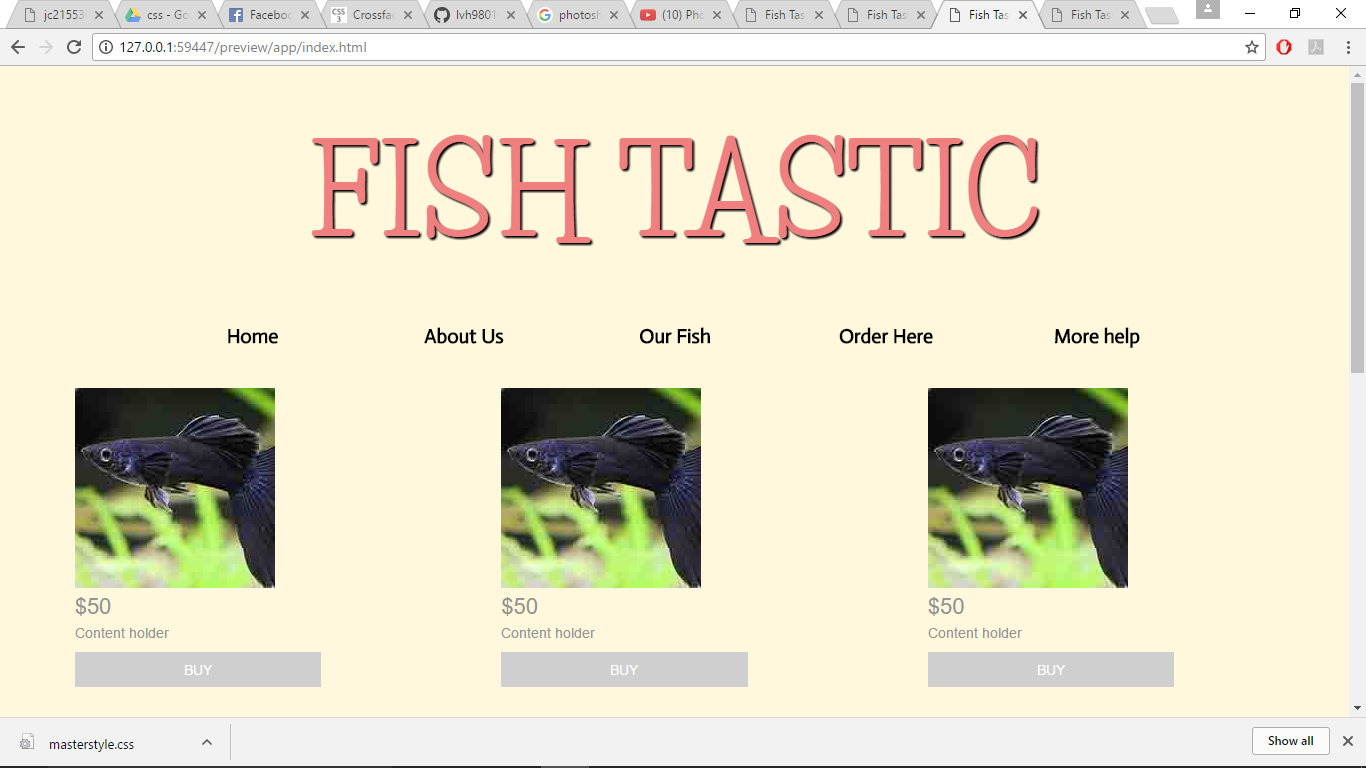 jc21553
css - Go
Faceboo
Crossfa
lvh9801
photosh
(10) Pho
Fish Tas
Fish Tas
Fish Tas
Fish Tas
127.0.0.1:59447/preview/app/index.html
FISH TASTIC
Home About Us Our Fish Order Here More help
$50 $50 $50
Content holder Content holder Content holder
BUY BUY BUY
masterstyle.css
Show all